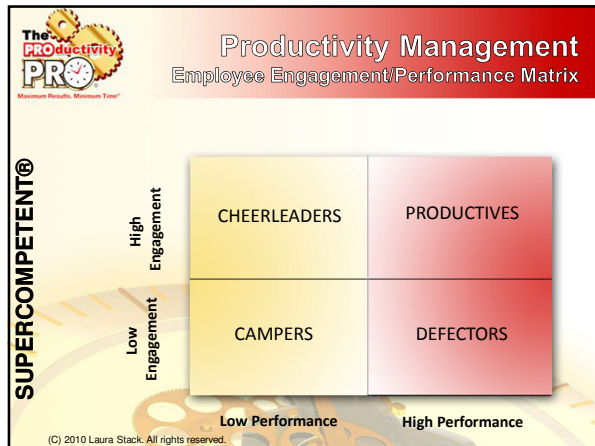 The
PROductivity
PRO®
Maximum Results. Minimum Time®
Productivity Management
Employee Engagement/Performance Matrix
SUPERCOMPETENT®
High
Engagement
CHEERLEADERS
PRODUCTIVES
Low
Engagement
CAMPERS
DEFECTORS
Low Performance
High Performance
(C) 2010 Laura Stack. All rights reserved.